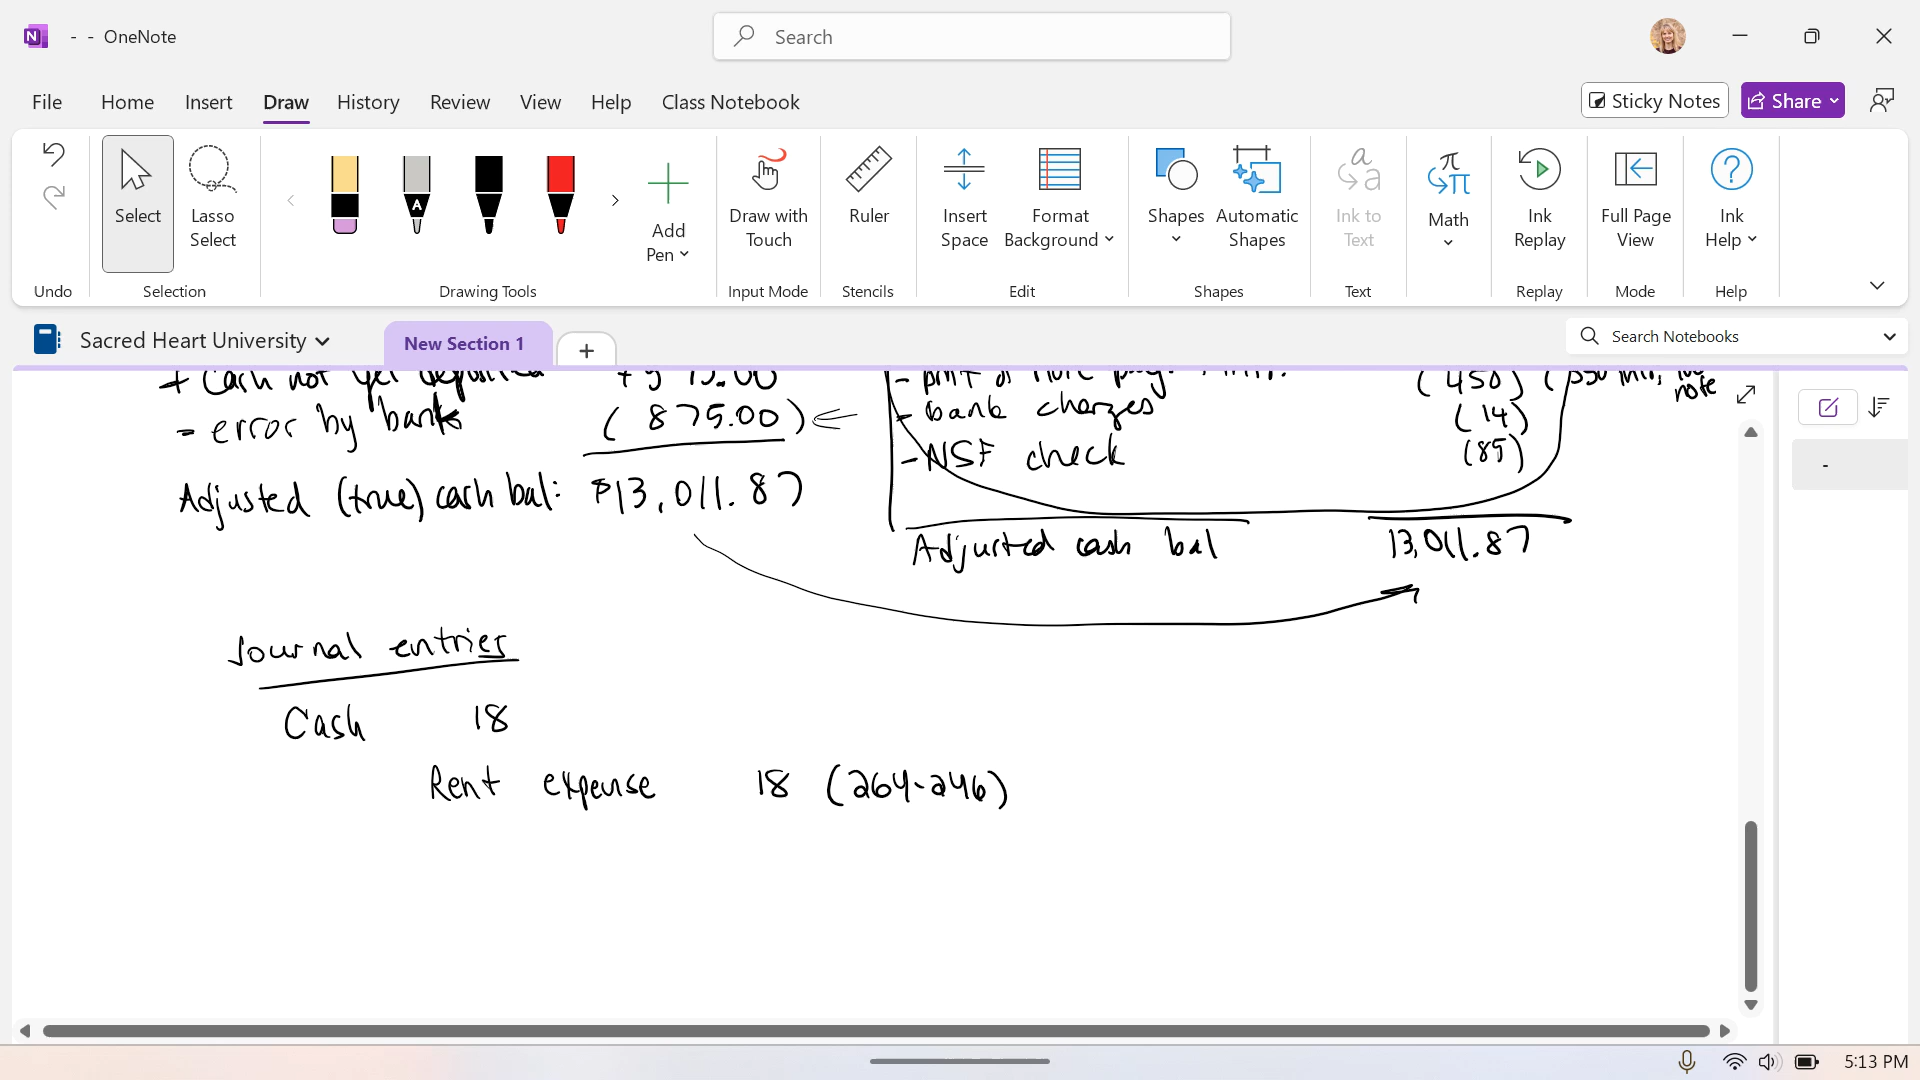 - - OneNote
Search
File Home Insert Draw History Review View Help Class Notebook
Sticky Notes
Share
Select
Lasso Select
A
Add Pen
Draw with Touch
Ruler
Insert Space
Format Background
Shapes
Automatic Shapes
Ink to Text
Math
Ink Replay
Full Page View
Ink Help
Undo
Selection
Drawing Tools
Input Mode
Stencils
Edit
Shapes
Text
Replay
Mode
Help
Sacred Heart University
New Section 1
+
Search Notebooks
+ Cash not yet deposited
- error by bank (875.00)
Adjusted (true) cash bal: $13,011.87
(450)
note
- bank charges (14)
- NSF check (85)
Adjusted cash bal 13,011.87
Journal entries
Cash 18
Rent expense 18 (264-246)
-
5:13 PM